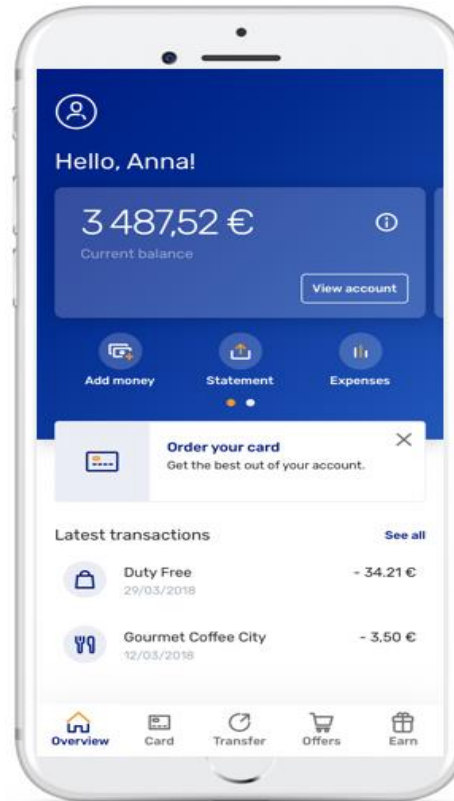 Hello, Anna!
3 487,52 €
Current balance
View account
Add money
Statement
Expenses
Order your card
Get the best out of your account.
Latest transactions
See all
Duty Free
- 34.21 €
29/03/2018
Gourmet Coffee City
- 3,50 €
12/03/2018
Overview
Card
Transfer
Offers
Earn